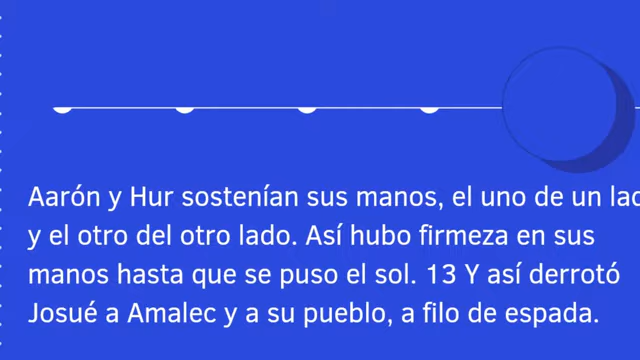 Aarón y Hur sostenían sus manos, el uno de un lad
y el otro del otro lado. Así hubo firmeza en sus
manos hasta que se puso el sol. 13 Y así derrotó
Josué a Amalec y a su pueblo, a filo de espada.